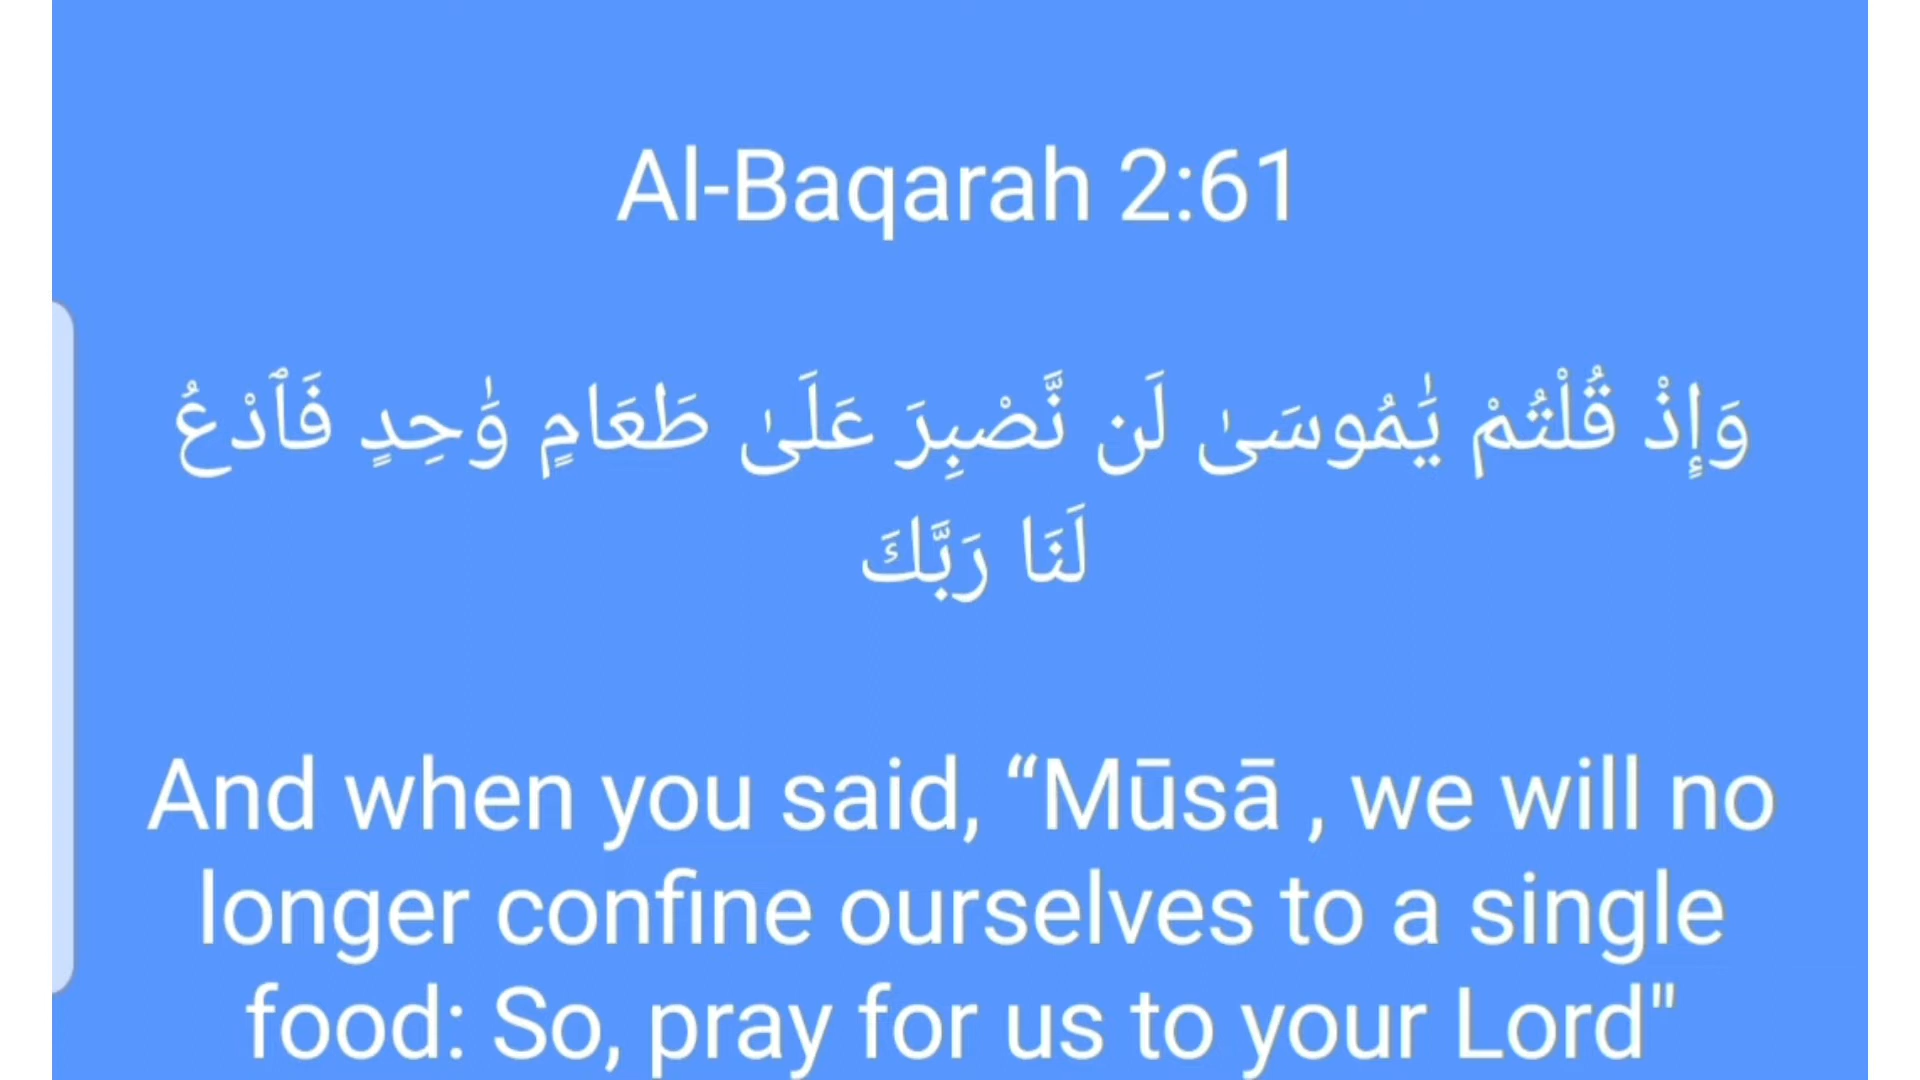 Al-Baqarah 2:61
وَإِذْ قُلْتُمْ يَٰمُوسَىٰ لَن نَّصْبِرَ عَلَىٰ طَعَامٍ وَٰحِدٍ فَٱدْعُ
لَنَا رَبَّكَ
And when you said, “Mūsā , we will no
longer confine ourselves to a single
food: So, pray for us to your Lord"